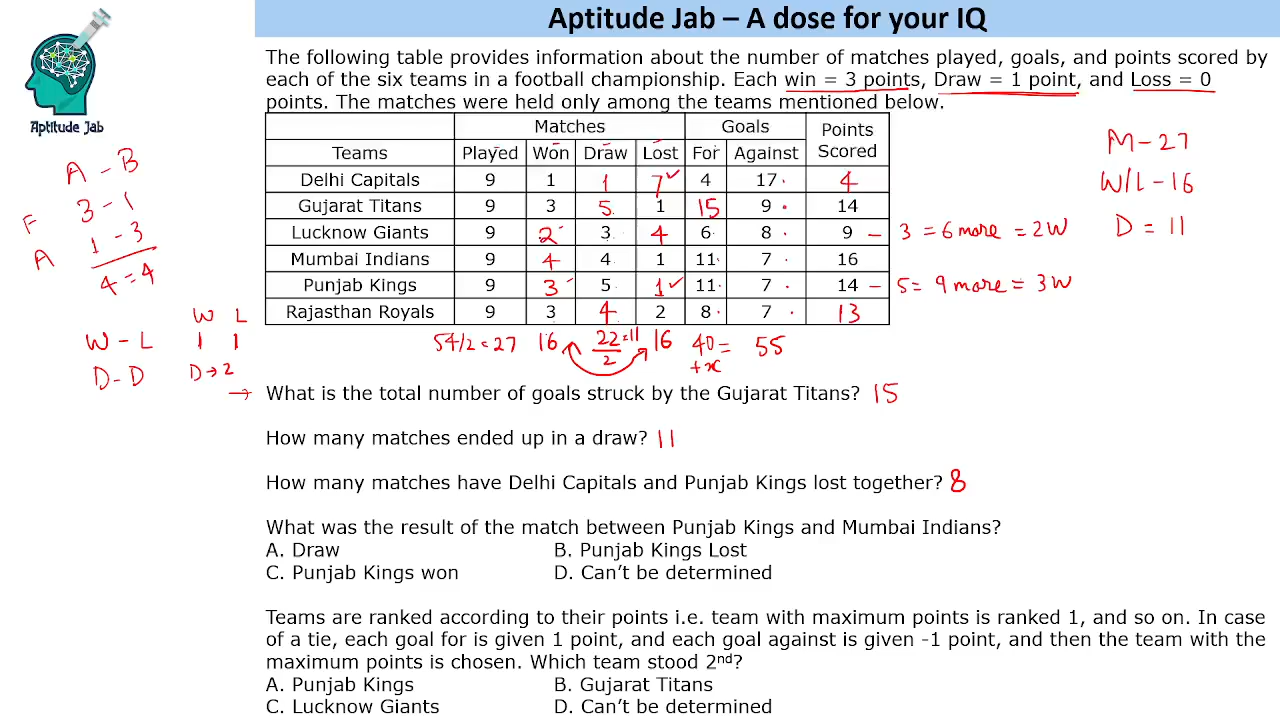 Aptitude Jab – A dose for your IQ
Aptitude Jab
The following table provides information about the number of matches played, goals, and points scored by
each of the six teams in a football championship. Each win = 3 points, Draw = 1 point, and Loss = 0
points. The matches were held only among the teams mentioned below.
Matches Goals Points Scored
Teams Played Won Draw Lost For Against
Delhi Capitals 9 1 1 7 4 17 4
Gujarat Titans 9 3 5 1 15 9 14
Lucknow Giants 9 2 3 4 6 8 9 – 3 = 6 more = 2W
Mumbai Indians 9 4 4 1 11 7 16
Punjab Kings 9 3 5 1 11 7 14 – 5 = 9 more = 3W
Rajasthan Royals 9 3 4 2 8 7 13
54/2 = 27 16 22/2 = 11 16 40 + x = 55
M - 27
W/L - 16
D = 11
A - B
F 3 - 1
A 1 - 3
4 = 4
W L
W - L 1 1
D - D D → 2
→ What is the total number of goals struck by the Gujarat Titans? 15
How many matches ended up in a draw? 11
How many matches have Delhi Capitals and Punjab Kings lost together? 8
What was the result of the match between Punjab Kings and Mumbai Indians?
A. Draw B. Punjab Kings Lost
C. Punjab Kings won D. Can't be determined
Teams are ranked according to their points i.e. team with maximum points is ranked 1, and so on. In case
of a tie, each goal for is given 1 point, and each goal against is given -1 point, and then the team with the
maximum points is chosen. Which team stood 2nd?
A. Punjab Kings B. Gujarat Titans
C. Lucknow Giants D. Can't be determined